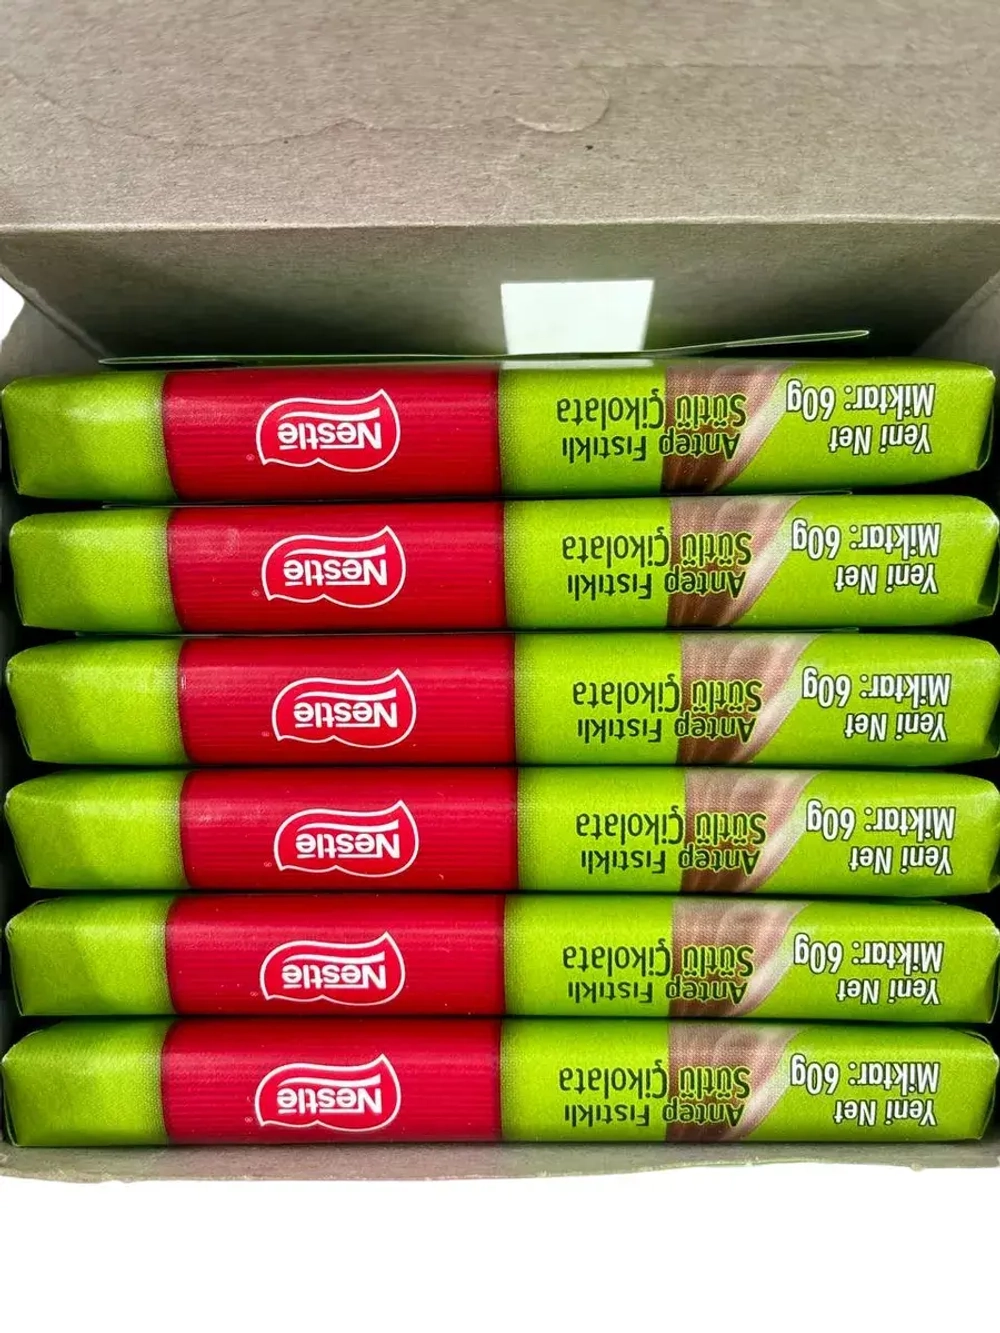 Yeni Net
Miktar: 60g
Antep Fıstıklı
Sütlü Çikolata
Nestlé
Yeni Net
Miktar: 60g
Antep Fıstıklı
Sütlü Çikolata
Nestlé
Yeni Net
Miktar: 60g
Antep Fıstıklı
Sütlü Çikolata
Nestlé
Yeni Net
Miktar: 60g
Antep Fıstıklı
Sütlü Çikolata
Nestlé
Yeni Net
Miktar: 60g
Antep Fıstıklı
Sütlü Çikolata
Nestlé
Yeni Net
Miktar: 60g
Antep Fıstıklı
Sütlü Çikolata
Nestlé